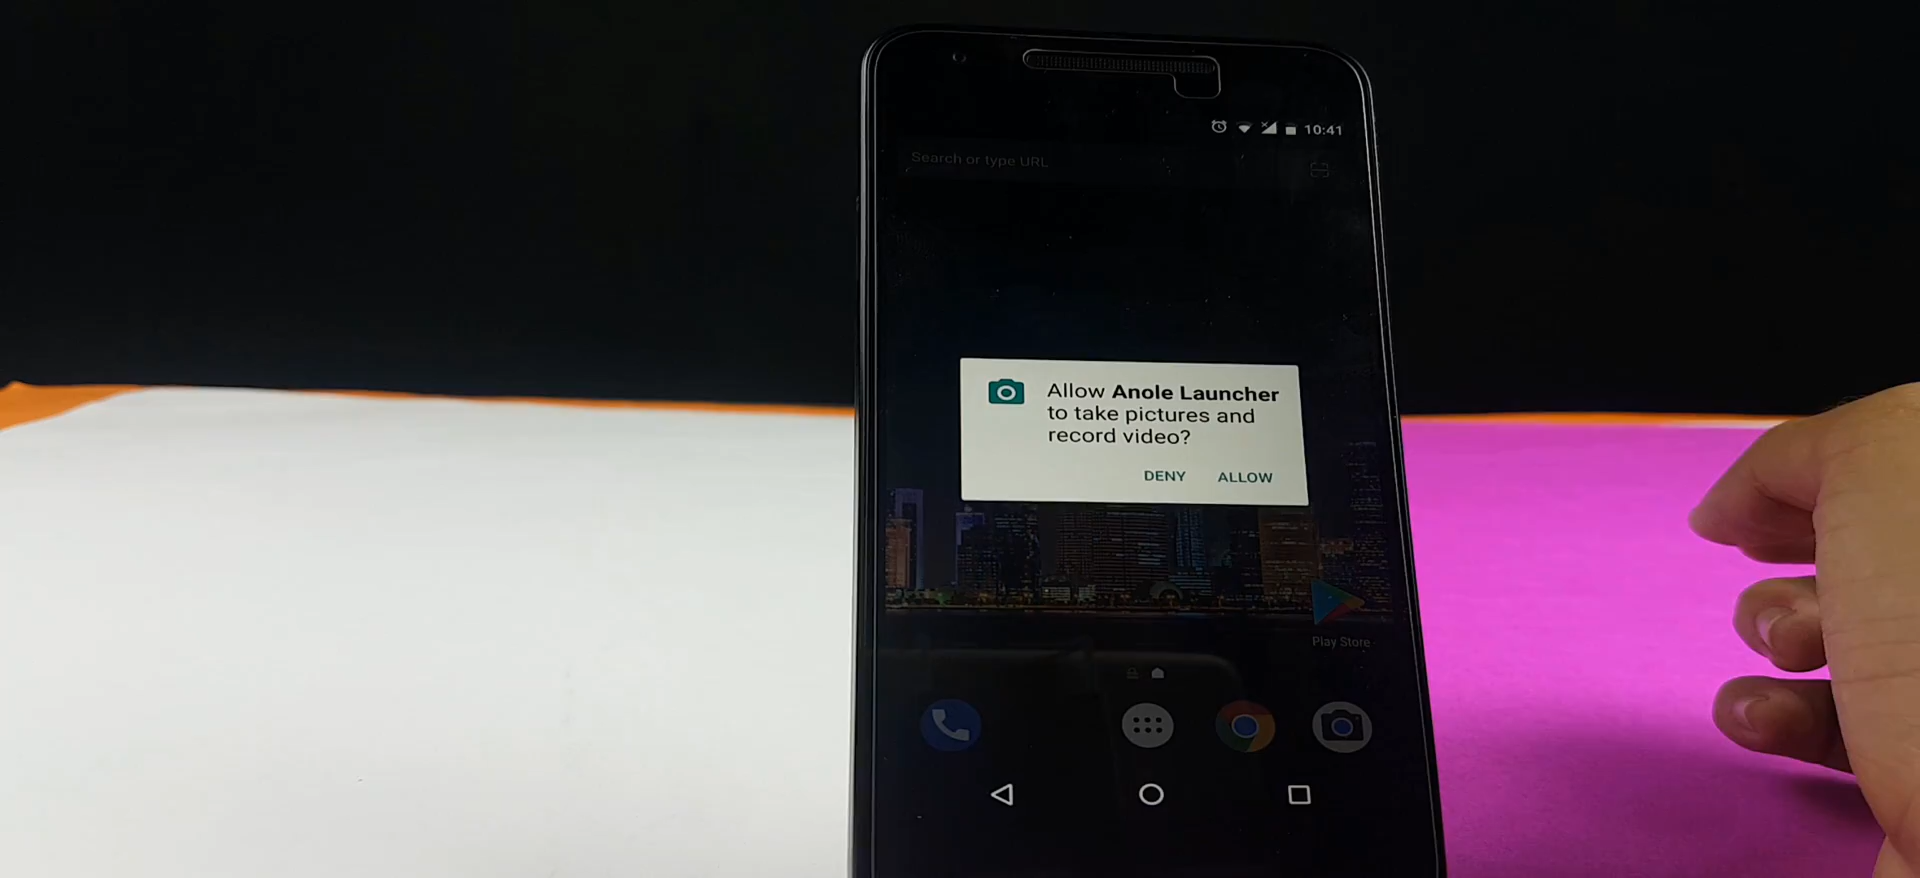 10:41
Search or type URL
Allow Anole Launcher
to take pictures and
record video?
DENY ALLOW
Play Store